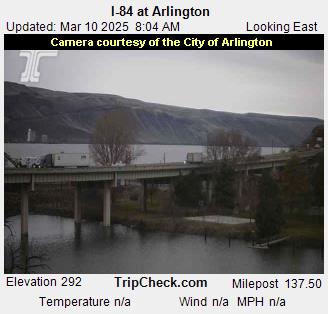 I-84 at Arlington
Updated: Mar 10 2025 8:04 AM Looking East
Camera courtesy of the City of Arlington
Elevation 292 TripCheck.com Milepost 137.50
Temperature n/a Wind n/a MPH n/a